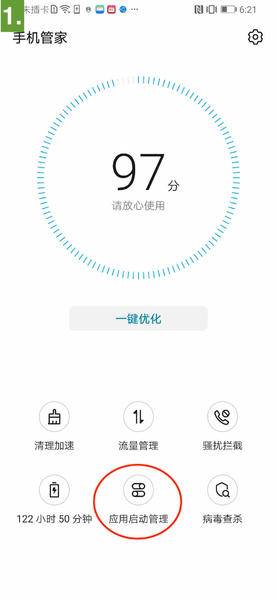 1.
未插卡 6:21
手机管家
97分
请放心使用
一键优化
清理加速 流量管理 骚扰拦截
122 小时 50 分钟 应用启动管理 病毒查杀